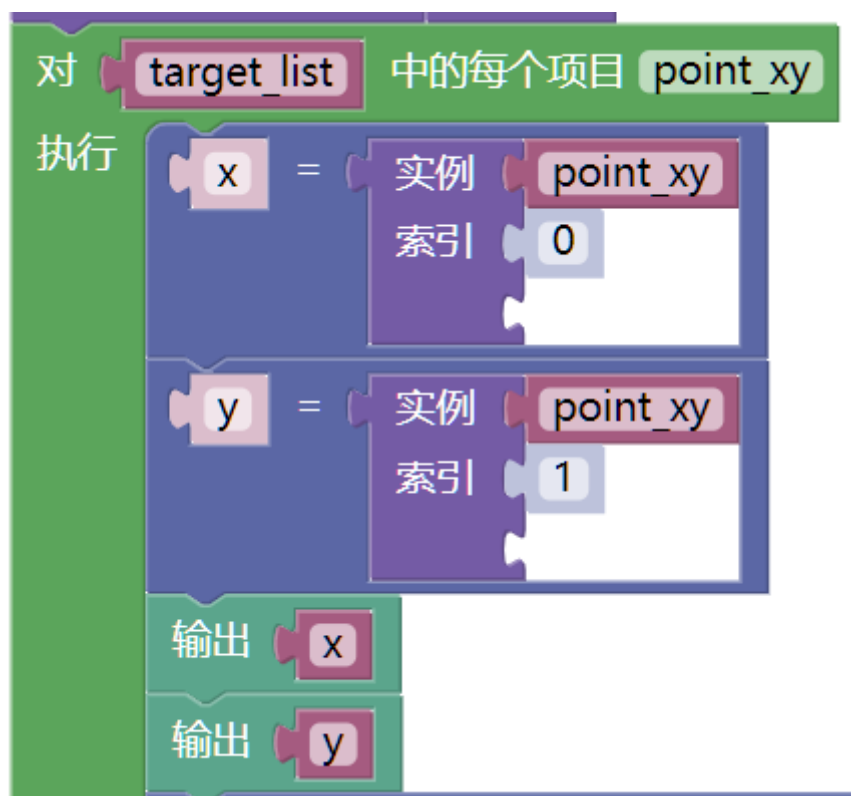 对 target_list 中的每个项目 point_xy
执行 x = 实例 point_xy
索引 0
y = 实例 point_xy
索引 1
输出 x
输出 y